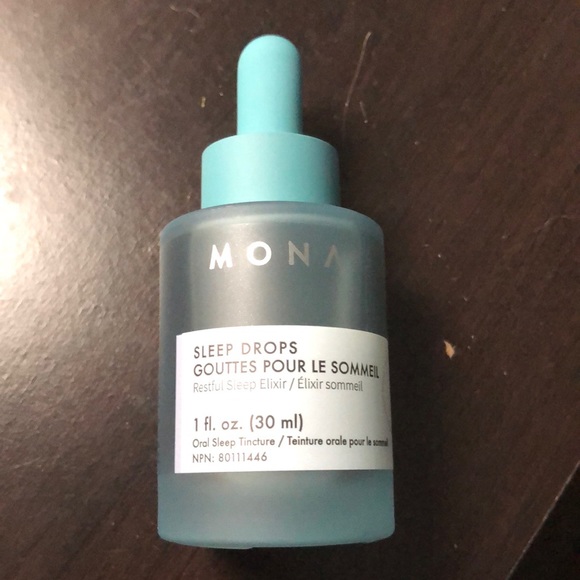 MONA
SLEEP DROPS
GOUTTES POUR LE SOMMEIL
Restful Sleep Elixir / Élixir sommeil
1 fl. oz. (30 ml)
Oral Sleep Tincture / Teinture orale pour le sommeil
NPN: 80111446